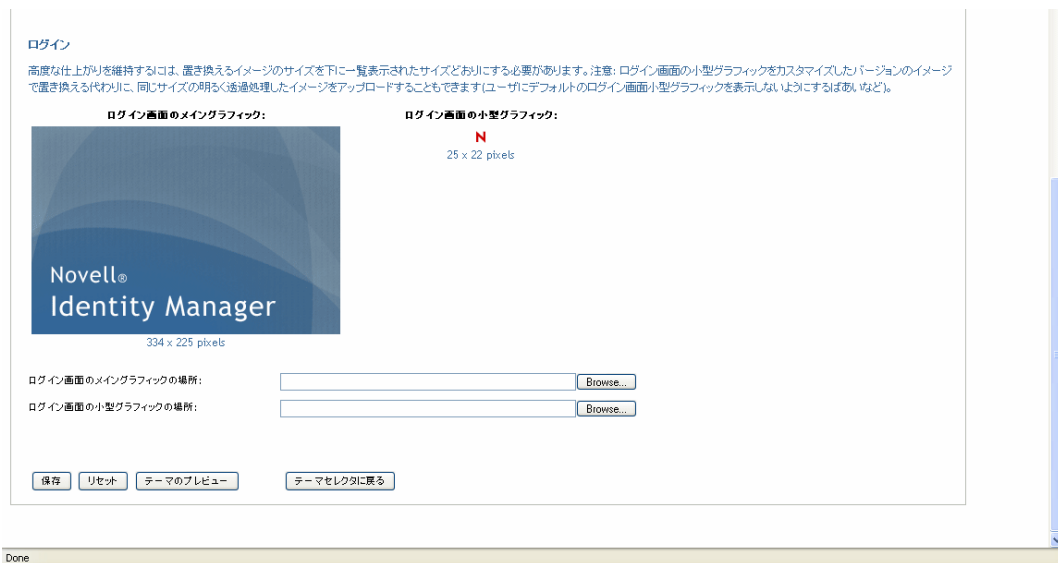 ログイン
高度な仕上がりを維持するには、置き換えるイメージのサイズを下に一覧表示されたサイズどおりにする必要があります。注意: ログイン画面の小型グラフィックをカスタマイズしたバージョンのイメージ
で置き換える代わりに、同じサイズの明るく透過処理したイメージをアップロードすることもできます(ユーザにデフォルトのログイン画面小型グラフィックを表示しないようにするばあいなど)。
ログイン画面のメイングラフィック:
ログイン画面の小型グラフィック:
N
25 x 22 pixels
Novell®
Identity Manager
334 x 225 pixels
ログイン画面のメイングラフィックの場所:
Browse...
ログイン画面の小型グラフィックの場所:
Browse...
保存 リセット テーマのプレビュー テーマセレクタに戻る
Done